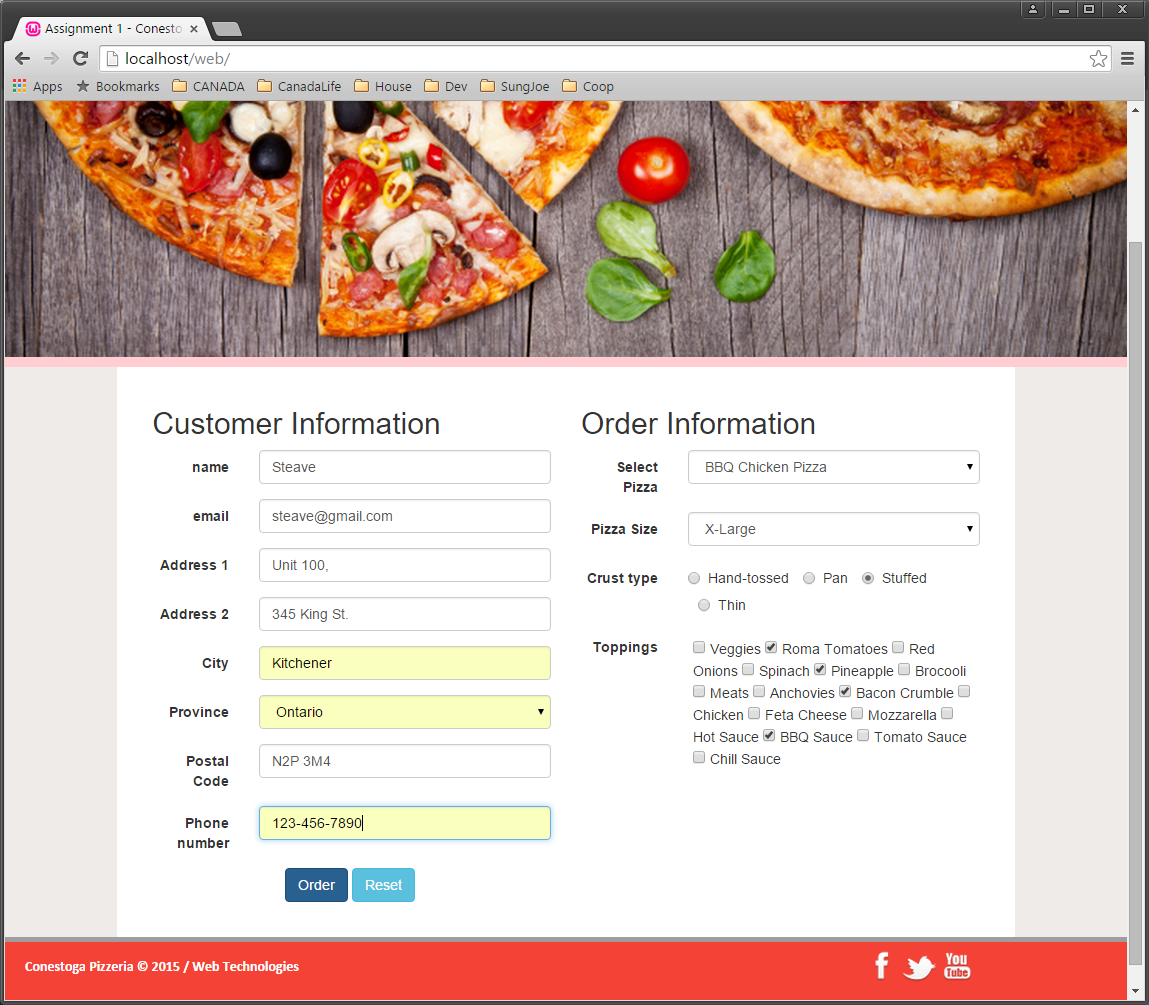 Assignment 1 - Conesto
localhost/web/
Apps Bookmarks CANADA CanadaLife House Dev SungJoe Coop
Customer Information
name Steave
email steave@gmail.com
Address 1 Unit 100,
Address 2 345 King St.
City Kitchener
Province Ontario
Postal Code N2P 3M4
Phone number 123-456-7890
Order Reset
Order Information
Select Pizza BBQ Chicken Pizza
Pizza Size X-Large
Crust type Hand-tossed Pan Stuffed
Thin
Toppings Veggies Roma Tomatoes Red
Onions Spinach Pineapple Brocooli
Meats Anchovies Bacon Crumble
Chicken Feta Cheese Mozzarella
Hot Sauce BBQ Sauce Tomato Sauce
Chill Sauce
Conestoga Pizzeria © 2015 / Web Technologies
f You Tube